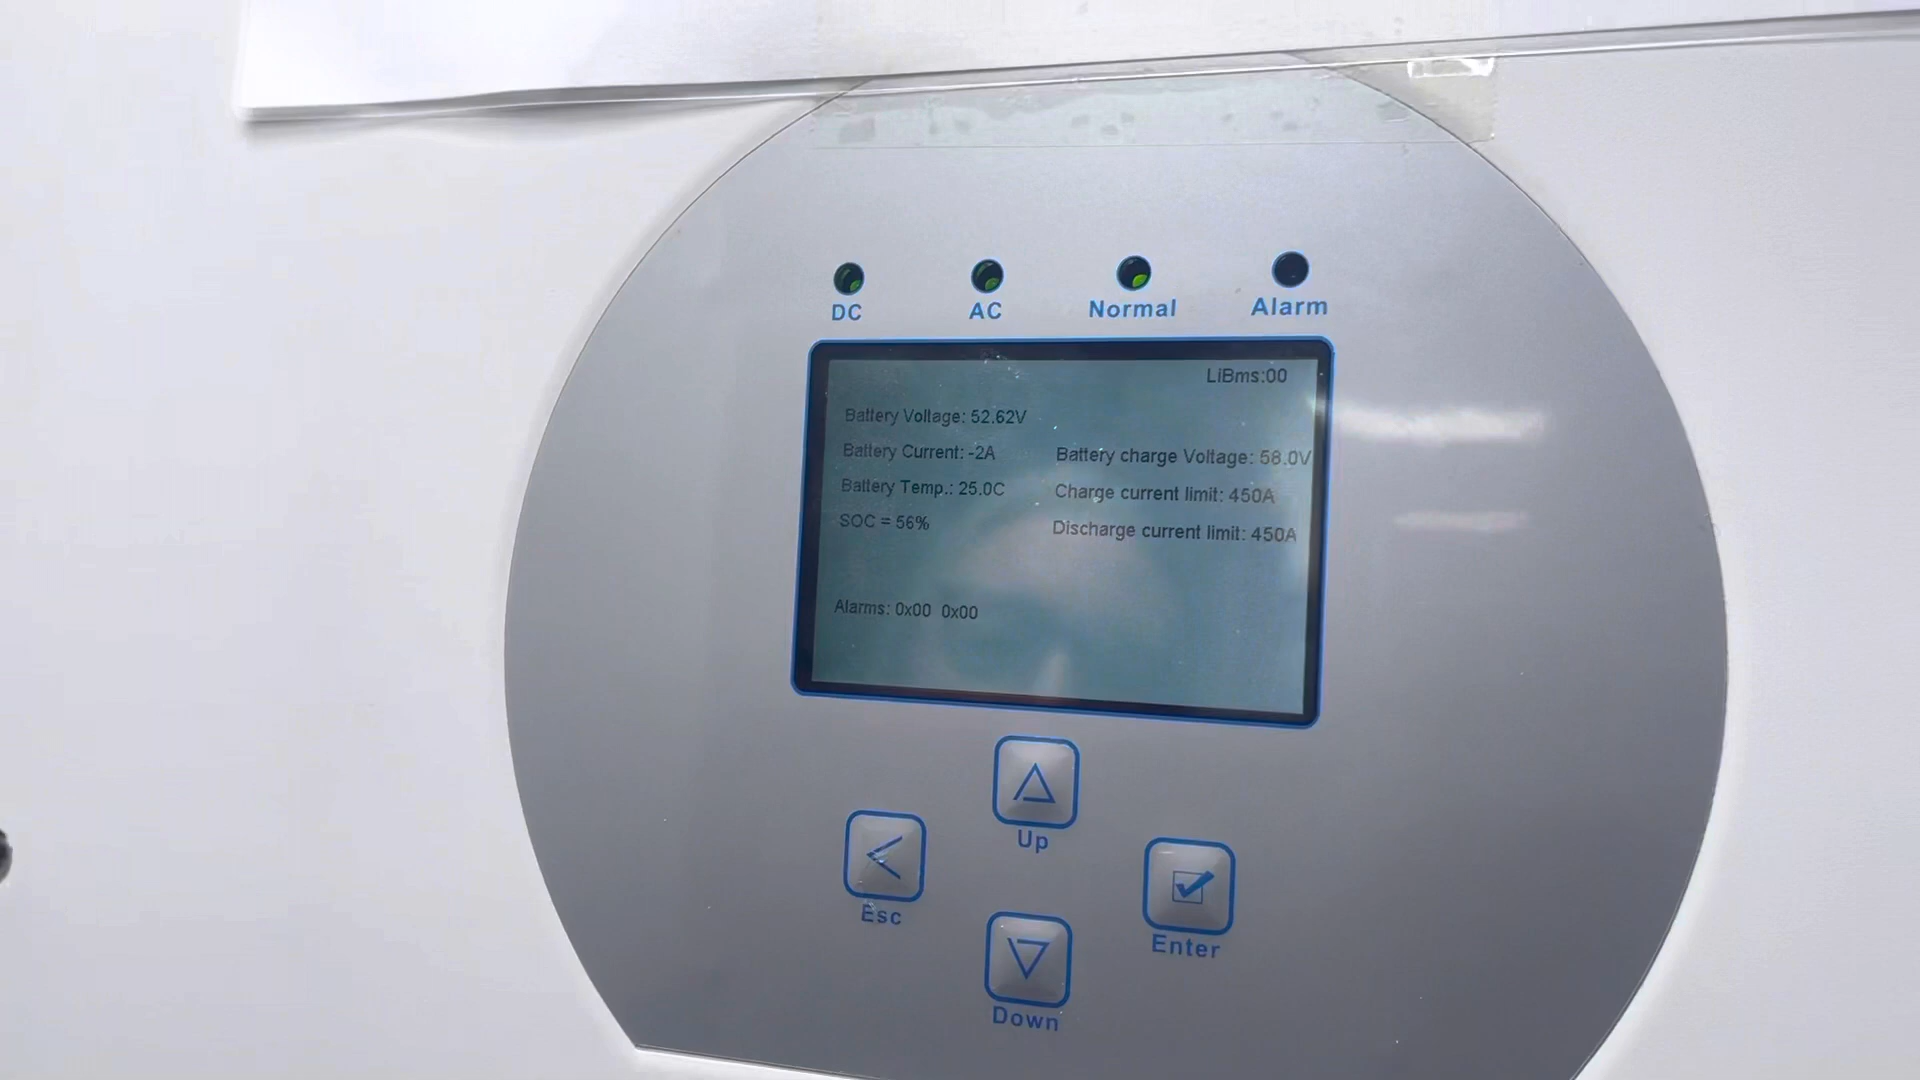 DC AC Normal Alarm
LiBms:00
Battery Voltage: 52.62V
Battery Current: -2A
Battery charge Voltage: 58.0V
Battery Temp.: 25.0C
Charge current limit: 450A
SOC = 56%
Discharge current limit: 450A
Alarms: 0x00 0x00
Up
Esc
Enter
Down